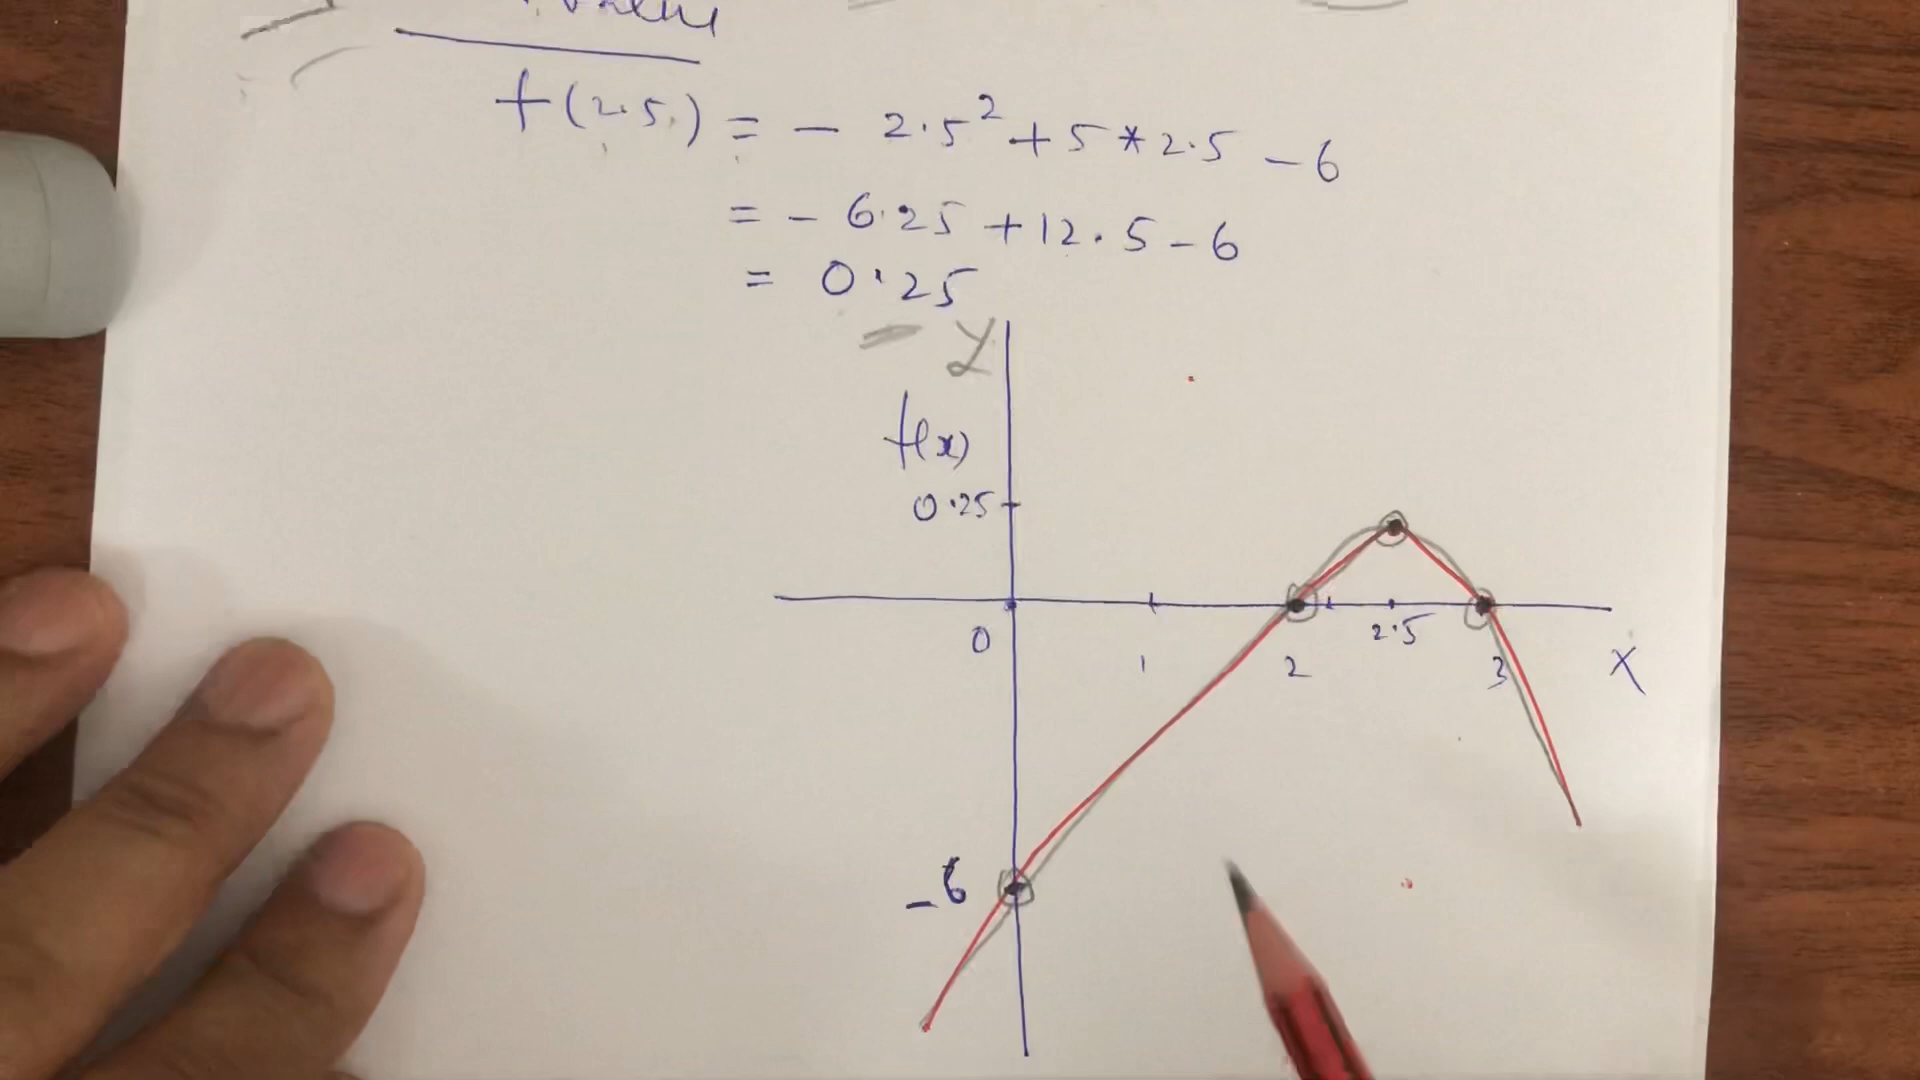 f(2.5) = - 2.5² + 5 * 2.5 - 6
= - 6.25 + 12.5 - 6
= 0.25
y
f(x)
0.25
0
1
2
2.5
3
X
-6